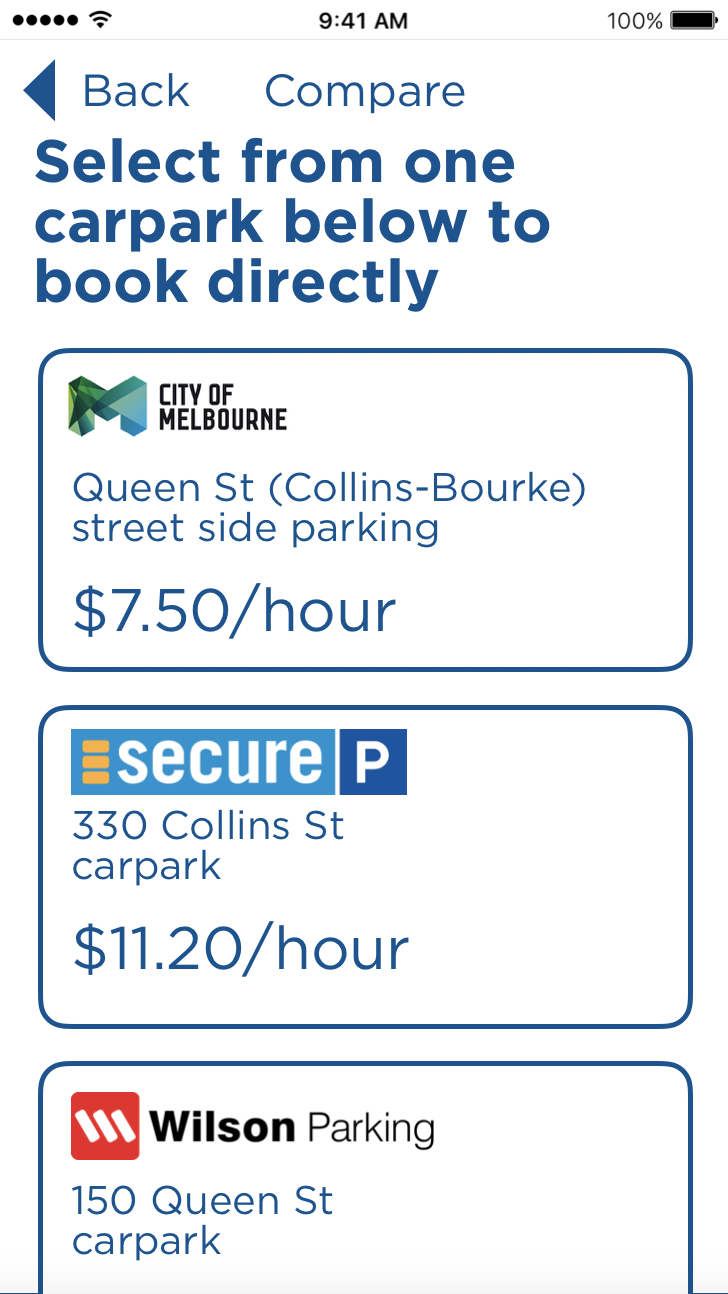 9:41 AM 100%
Back Compare
Select from one
carpark below to
book directly
CITY OF
MELBOURNE
Queen St (Collins-Bourke)
street side parking
$7.50/hour
secure P
330 Collins St
carpark
$11.20/hour
Wilson Parking
150 Queen St
carpark